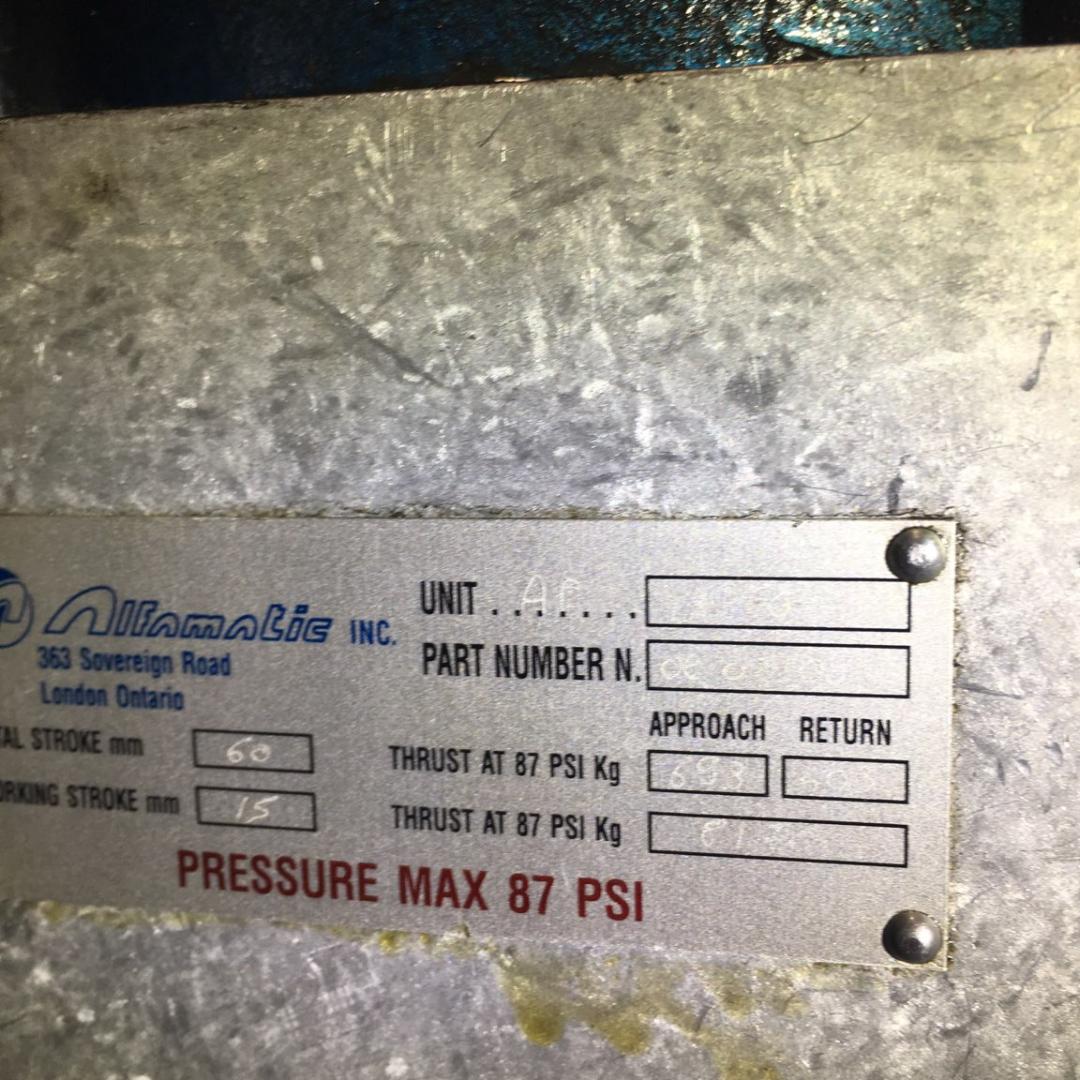 Alfamatic INC.
363 Sovereign Road
London Ontario
UNIT . . . . . . .
PART NUMBER N.
APPROACH RETURN
STROKE mm 60
THRUST AT 87 PSI Kg
STROKE mm 15
THRUST AT 87 PSI Kg
PRESSURE MAX 87 PSI